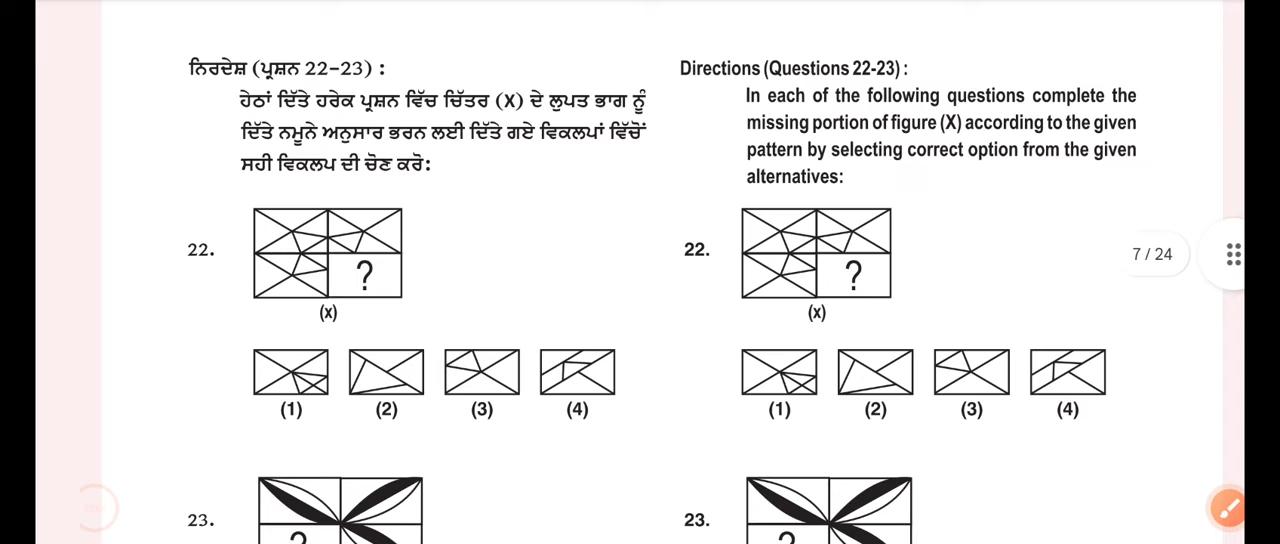 ਨਿਰਦੇਸ਼ (ਪ੍ਰਸ਼ਨ 22-23) :
ਹੇਠਾਂ ਦਿੱਤੇ ਹਰੇਕ ਪ੍ਰਸ਼ਨ ਵਿੱਚ ਚਿੱਤਰ (X) ਦੇ ਲੁਪਤ ਭਾਗ ਨੂੰ
ਦਿੱਤੇ ਨਮੂਨੇ ਅਨੁਸਾਰ ਭਰਨ ਲਈ ਦਿੱਤੇ ਗਏ ਵਿਕਲਪਾਂ ਵਿੱਚੋਂ
ਸਹੀ ਵਿਕਲਪ ਦੀ ਚੋਣ ਕਰੋ:
22.
?
(x)
(1) (2) (3) (4)
23.
?
Directions (Questions 22-23) :
In each of the following questions complete the
missing portion of figure (X) according to the given
pattern by selecting correct option from the given
alternatives:
22.
?
(x)
(1) (2) (3) (4)
23.
?
7 / 24